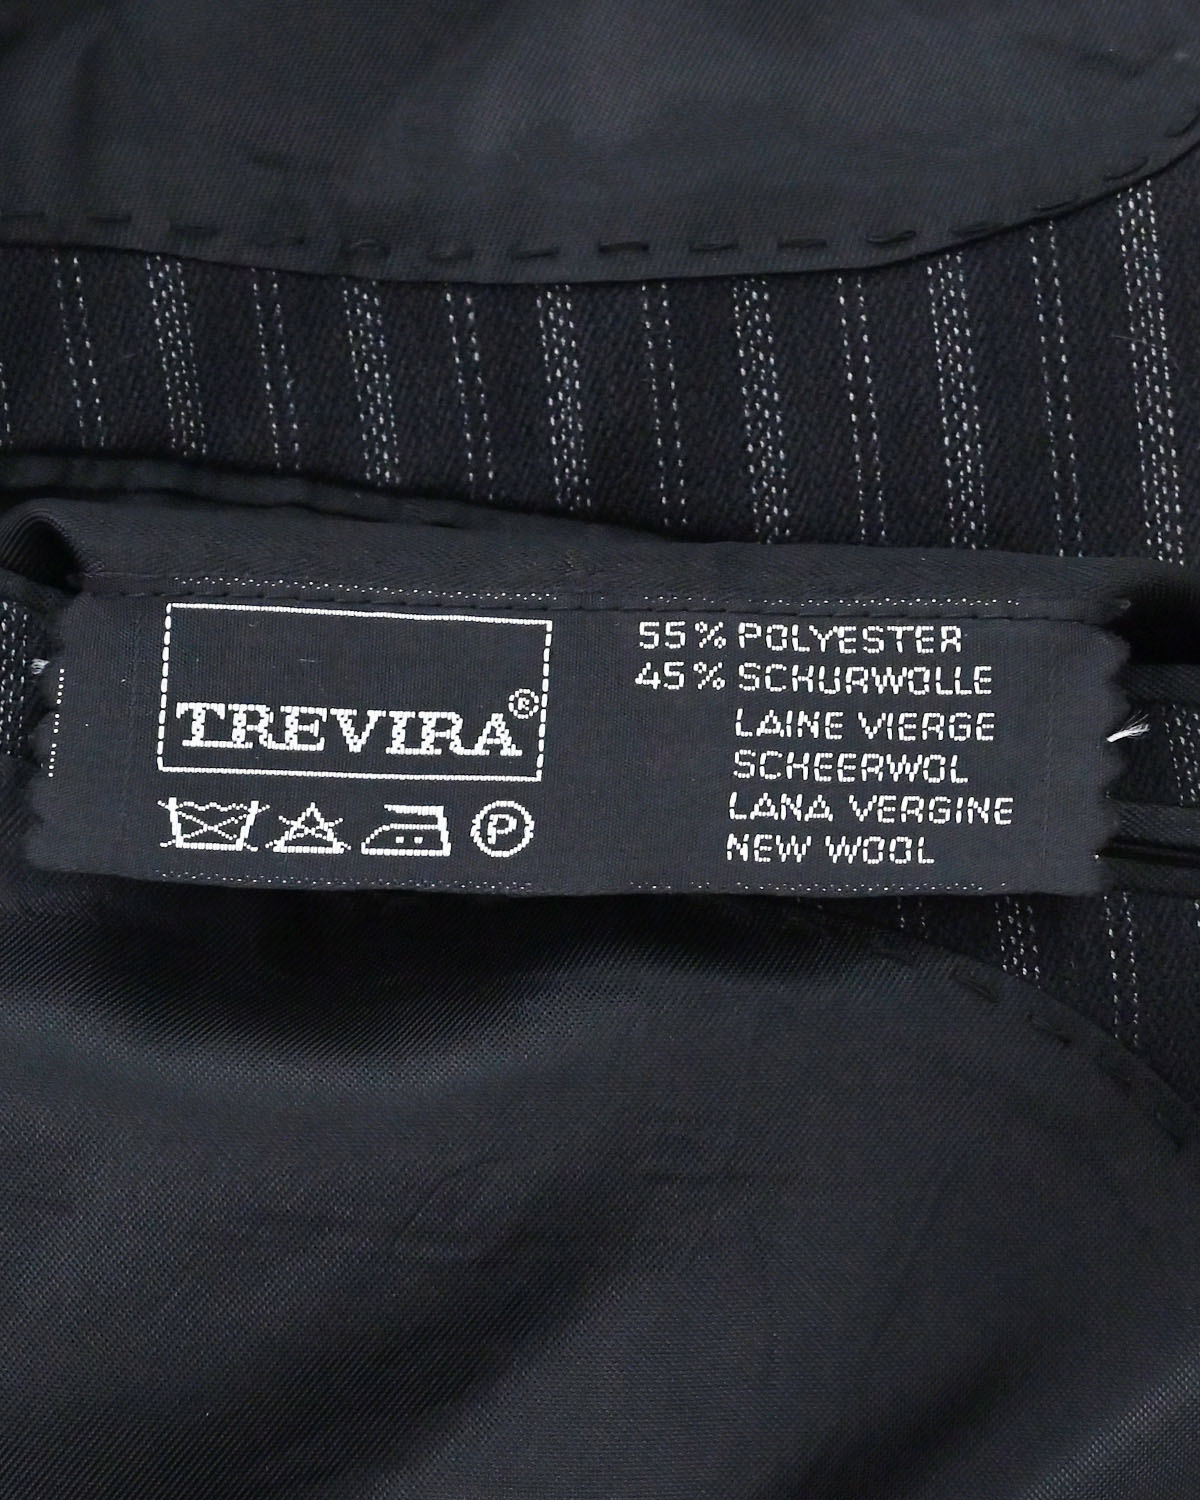 TREVIRA®
P
55% POLYESTER
45% SCHURWOLLE
LAINE VIERGE
SCHEERWOL
LANA VERGINE
NEW WOOL